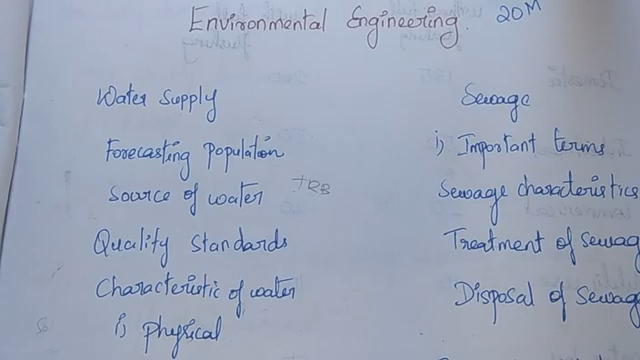 Environmental Engineering. 20M
Water Supply
Forecasting Population
Source of water TRB
Quality Standards
Characteristic of water
i) Physical
Sewage
i) Important terms
Sewage characteristics
Treatment of Sewag
Disposal of Sewag